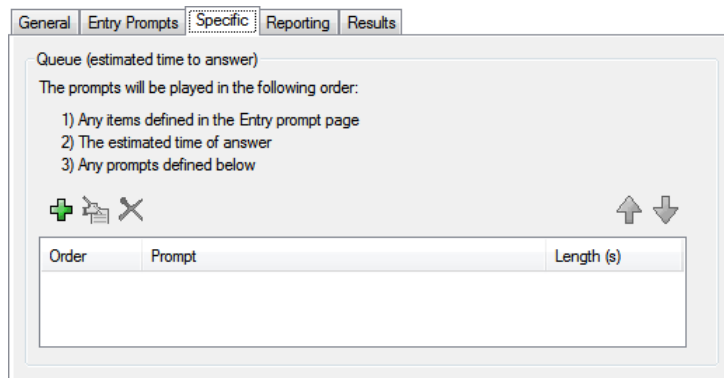 General Entry Prompts Specific Reporting Results
Queue (estimated time to answer)
The prompts will be played in the following order:
1) Any items defined in the Entry prompt page
2) The estimated time of answer
3) Any prompts defined below
Order Prompt Length (s)